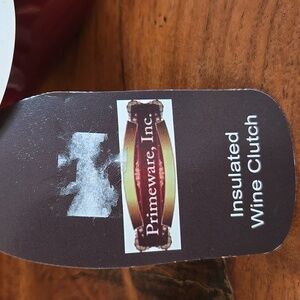 Primeware, Inc.
Insulated
Wine Clutch